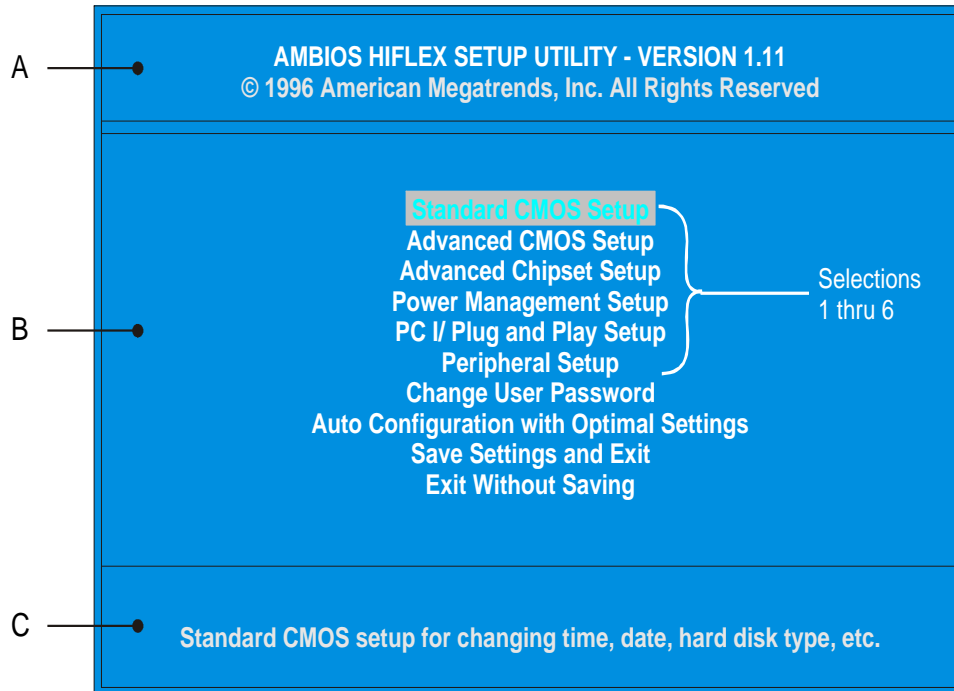 A
AMBIOS HIFLEX SETUP UTILITY - VERSION 1.11
© 1996 American Megatrends, Inc. All Rights Reserved
B
Standard CMOS Setup
Advanced CMOS Setup
Advanced Chipset Setup
Power Management Setup
PC I/ Plug and Play Setup
Peripheral Setup
Change User Password
Auto Configuration with Optimal Settings
Save Settings and Exit
Exit Without Saving
Selections
1 thru 6
C
Standard CMOS setup for changing time, date, hard disk type, etc.